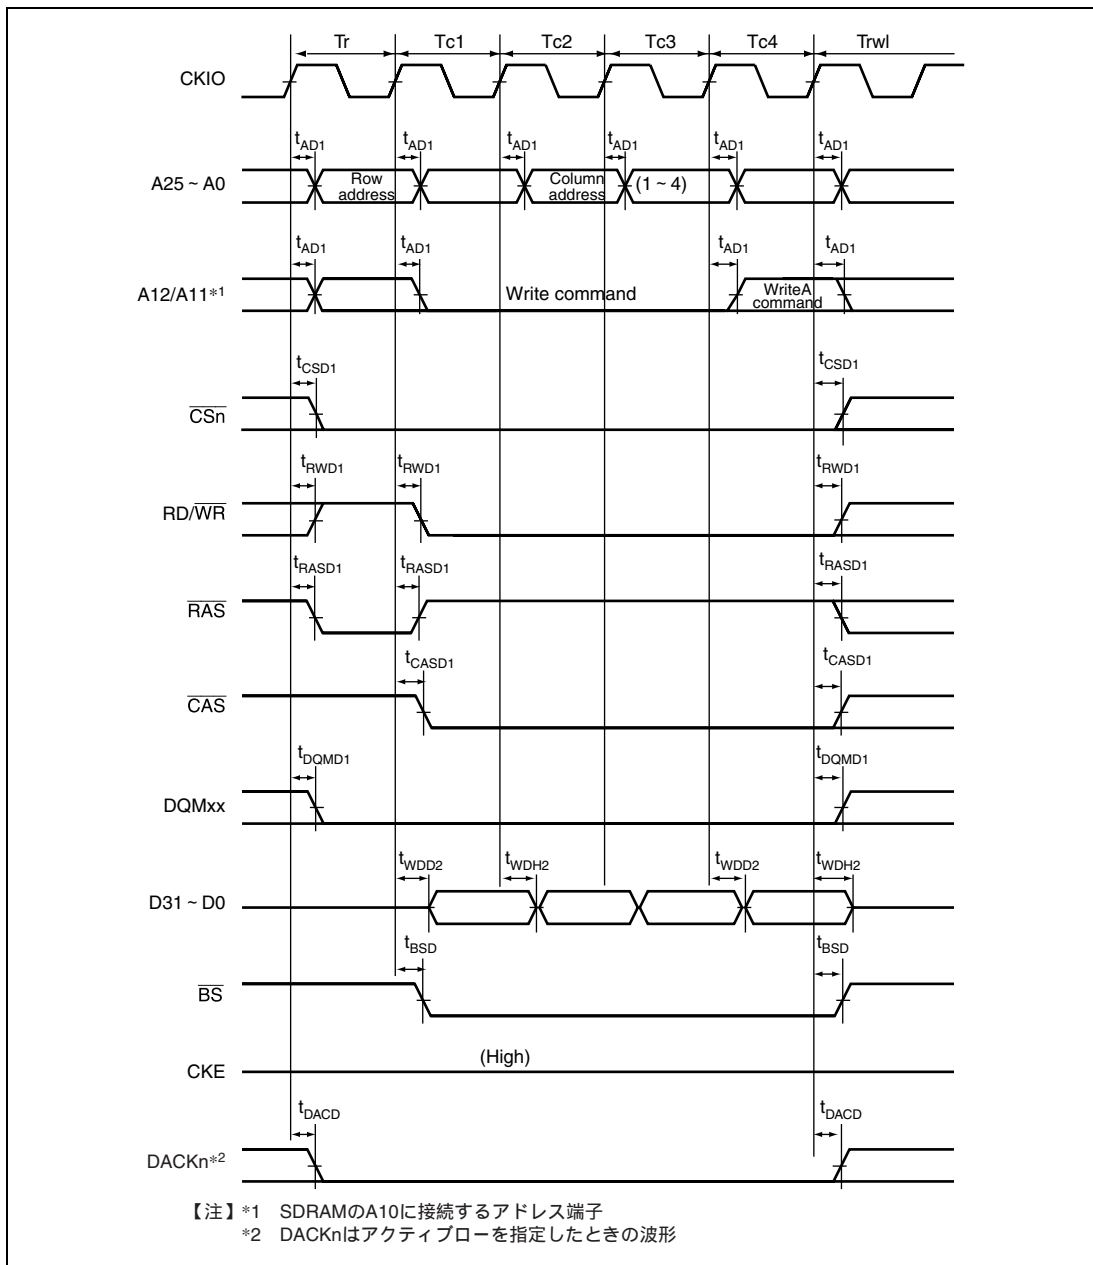 Tr Tc1 Tc2 Tc3 Tc4 Trwl
CKIO
tAD1 tAD1 tAD1 tAD1 tAD1 tAD1
A25 ~ A0 Row address Column address (1 ~ 4)
tAD1 tAD1 tAD1 tAD1
A12/A11*1 Write command WriteA command
tCSD1 tCSD1
CSn
tRWD1 tRWD1 tRWD1
RD/WR
tRASD1 tRASD1 tRASD1
RAS
tCASD1 tCASD1
CAS
tDQMD1 tDQMD1
DQMxx
tWDD2 tWDH2 tWDD2 tWDH2
D31 ~ D0
tBSD tBSD
BS
(High)
CKE
tDACD tDACD
DACKn*2
【注】*1 SDRAMのA10に接続するアドレス端子
*2 DACKnはアクティブローを指定したときの波形